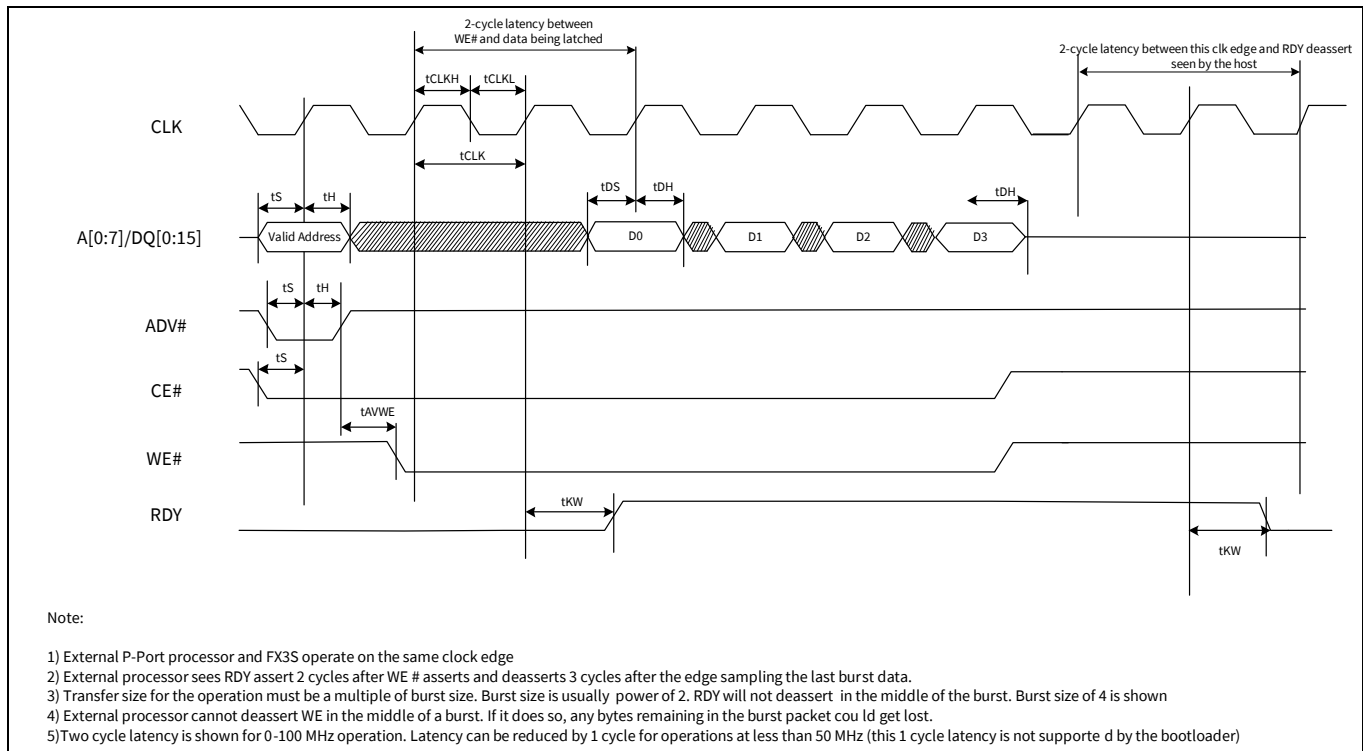 2-cycle latency between
WE# and data being latched
2-cycle latency between this clk edge and RDY deassert
seen by the host
tCLKH
tCLKL
CLK
tCLK
tS
tH
tDS
tDH
tDH
A[0:7]/DQ[0:15]
Valid Address
D0
D1
D2
D3
tS
tH
ADV#
tS
CE#
tAVWE
WE#
tKW
RDY
tKW
Note:
1) External P-Port processor and FX3S operate on the same clock edge
2) External processor sees RDY assert 2 cycles after WE # asserts and deasserts 3 cycles after the edge sampling the last burst data.
3) Transfer size for the operation must be a multiple of burst size. Burst size is usually power of 2. RDY will not deassert in the middle of the burst. Burst size of 4 is shown
4) External processor cannot deassert WE in the middle of a burst. If it does so, any bytes remaining in the burst packet cou ld get lost.
5)Two cycle latency is shown for 0-100 MHz operation. Latency can be reduced by 1 cycle for operations at less than 50 MHz (this 1 cycle latency is not supporte d by the bootloader)